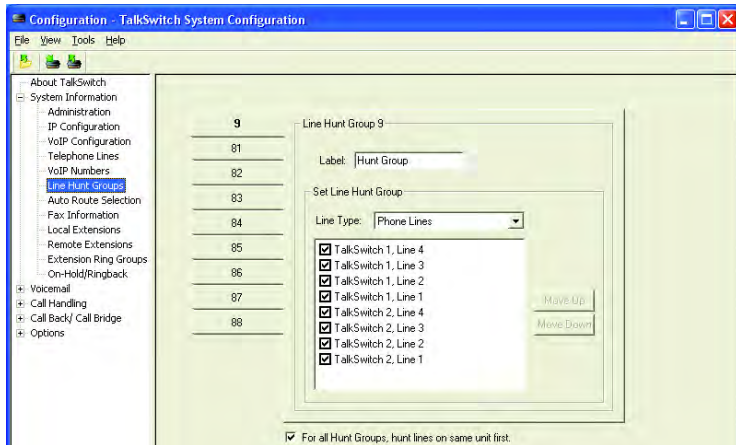 Configuration - TalkSwitch System Configuration
File View Tools Help
About TalkSwitch
System Information
Administration
IP Configuration
VoIP Configuration
Telephone Lines
VoIP Numbers
Line Hunt Groups
Auto Route Selection
Fax Information
Local Extensions
Remote Extensions
Extension Ring Groups
On-Hold/Ringback
Voicemail
Call Handling
Call Back/ Call Bridge
Options
9
81
82
83
84
85
86
87
88
Line Hunt Group 9
Label: Hunt Group
Set Line Hunt Group
Line Type: Phone Lines
TalkSwitch 1, Line 4
TalkSwitch 1, Line 3
TalkSwitch 1, Line 2
TalkSwitch 1, Line 1
TalkSwitch 2, Line 4
TalkSwitch 2, Line 3
TalkSwitch 2, Line 2
TalkSwitch 2, Line 1
Move Up
Move Down
For all Hunt Groups, hunt lines on same unit first.